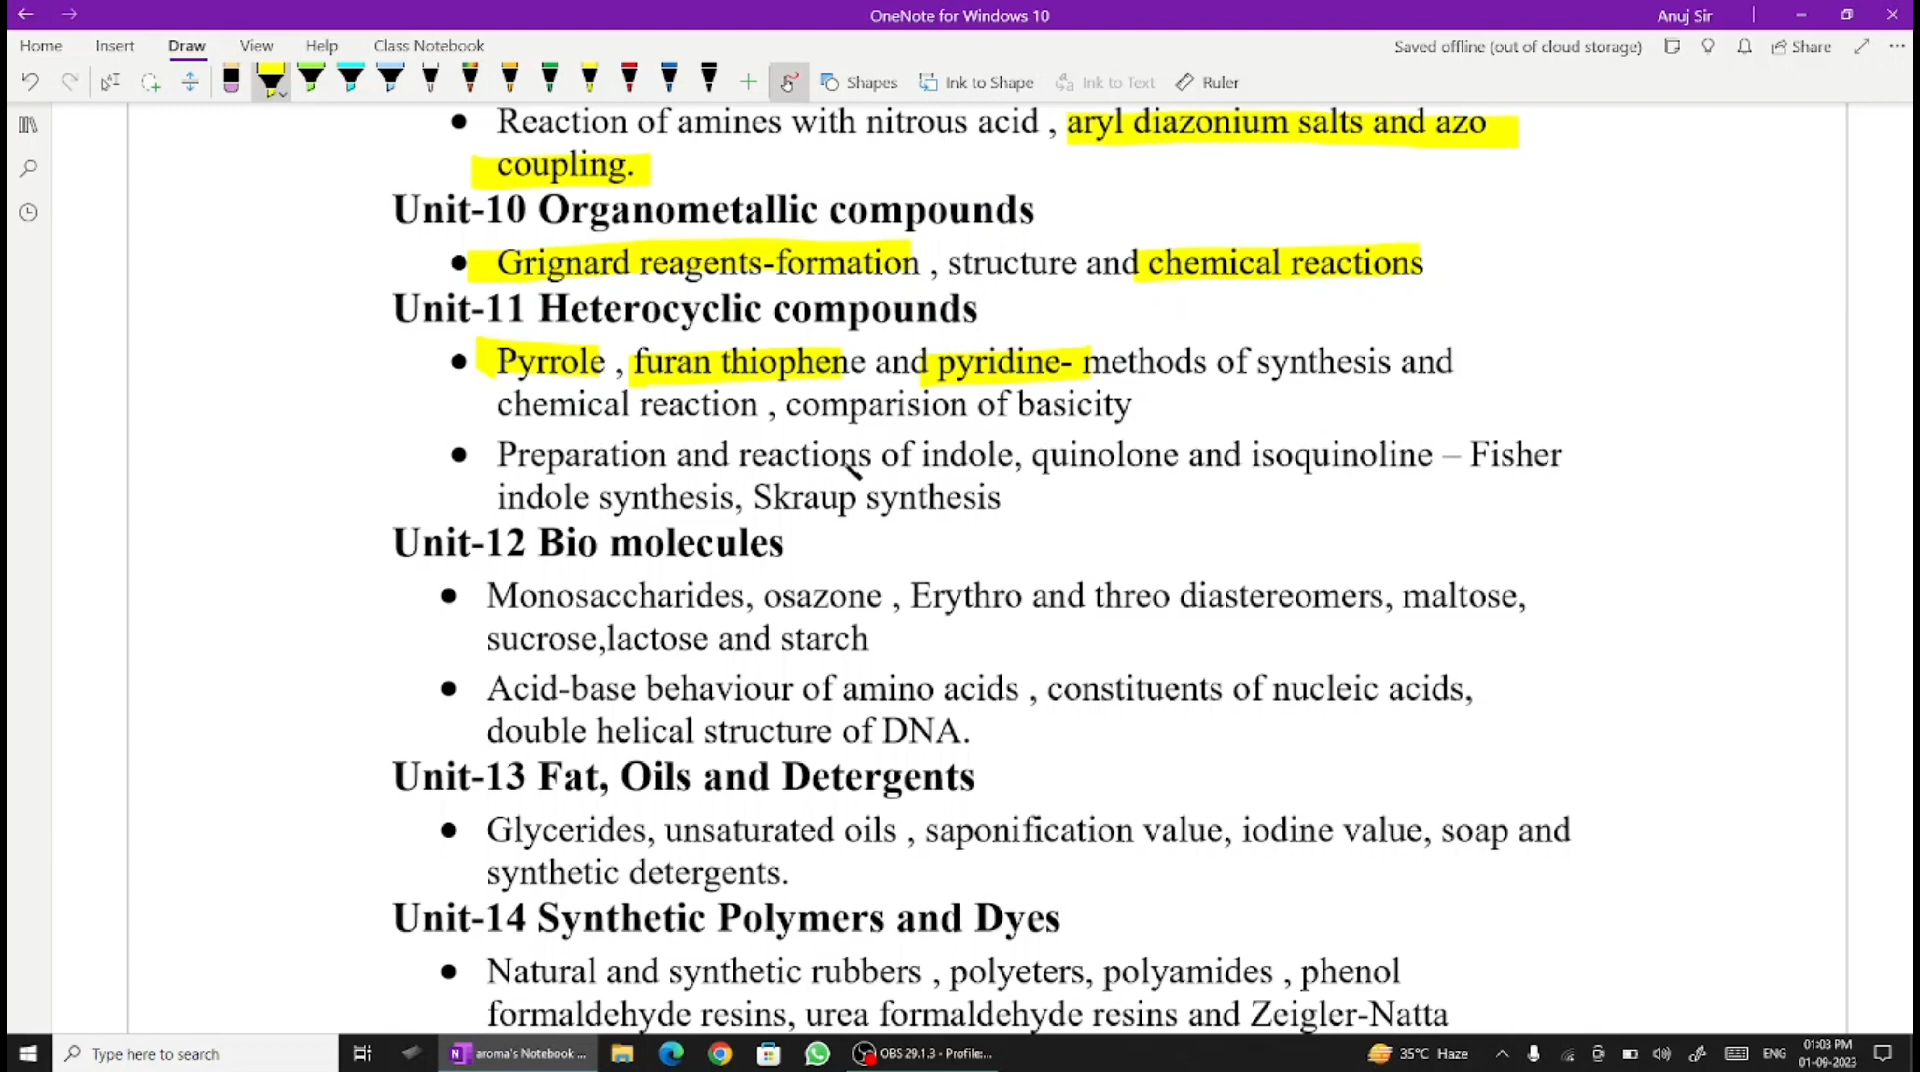 OneNote for Windows 10
Anuj Sir
Home Insert Draw View Help Class Notebook
Saved offline (out of cloud storage)
Share
Shapes
Ink to Shape
Ink to Text
Ruler
• Reaction of amines with nitrous acid , aryl diazonium salts and azo
coupling.
Unit-10 Organometallic compounds
• Grignard reagents-formation , structure and chemical reactions
Unit-11 Heterocyclic compounds
• Pyrrole , furan thiophene and pyridine- methods of synthesis and
chemical reaction , comparision of basicity
• Preparation and reactions of indole, quinolone and isoquinoline – Fisher
indole synthesis, Skraup synthesis
Unit-12 Bio molecules
• Monosaccharides, osazone , Erythro and threo diastereomers, maltose,
sucrose,lactose and starch
• Acid-base behaviour of amino acids , constituents of nucleic acids,
double helical structure of DNA.
Unit-13 Fat, Oils and Detergents
• Glycerides, unsaturated oils , saponification value, iodine value, soap and
synthetic detergents.
Unit-14 Synthetic Polymers and Dyes
• Natural and synthetic rubbers , polyeters, polyamides , phenol
formaldehyde resins, urea formaldehyde resins and Zeigler-Natta
Type here to search
N
aroma's Notebook ...
OBS 29.1.3 - Profile:...
35°C Haze
ENG
01:03 PM
01-09-2023